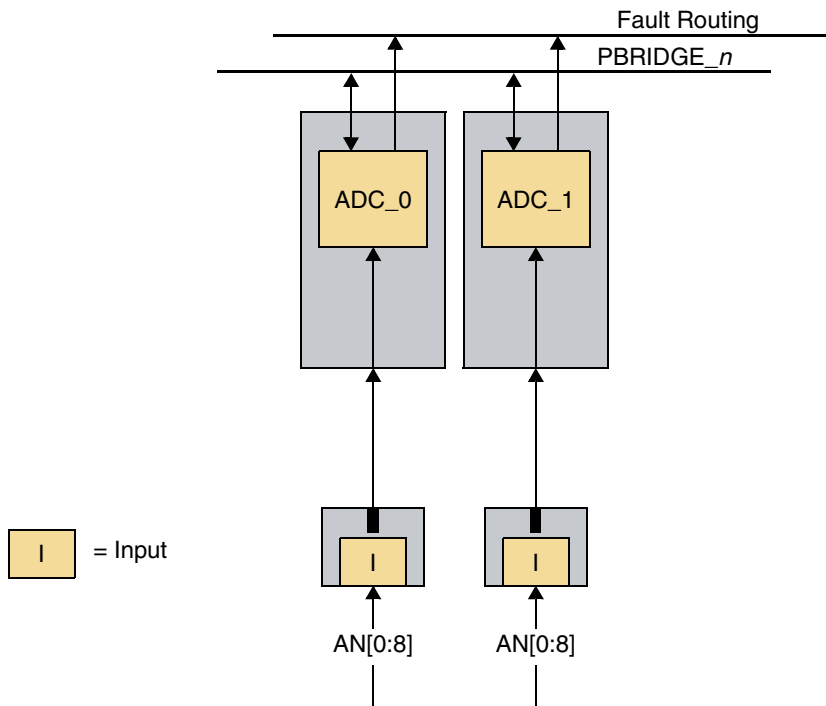 Fault Routing
PBRIDGE_n
ADC_0
ADC_1
I
= Input
I
I
AN[0:8]
AN[0:8]